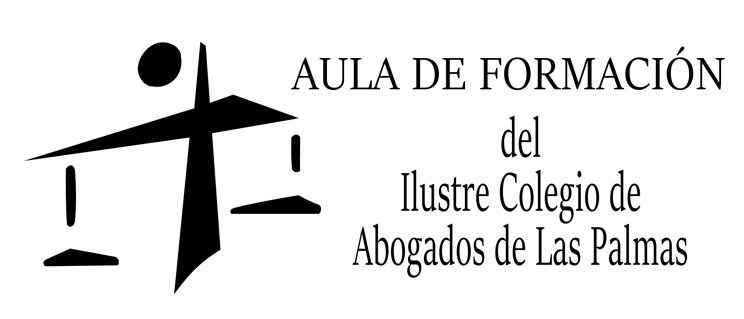 AULA DE FORMACIÓN
del
Ilustre Colegio de
Abogados de Las Palmas